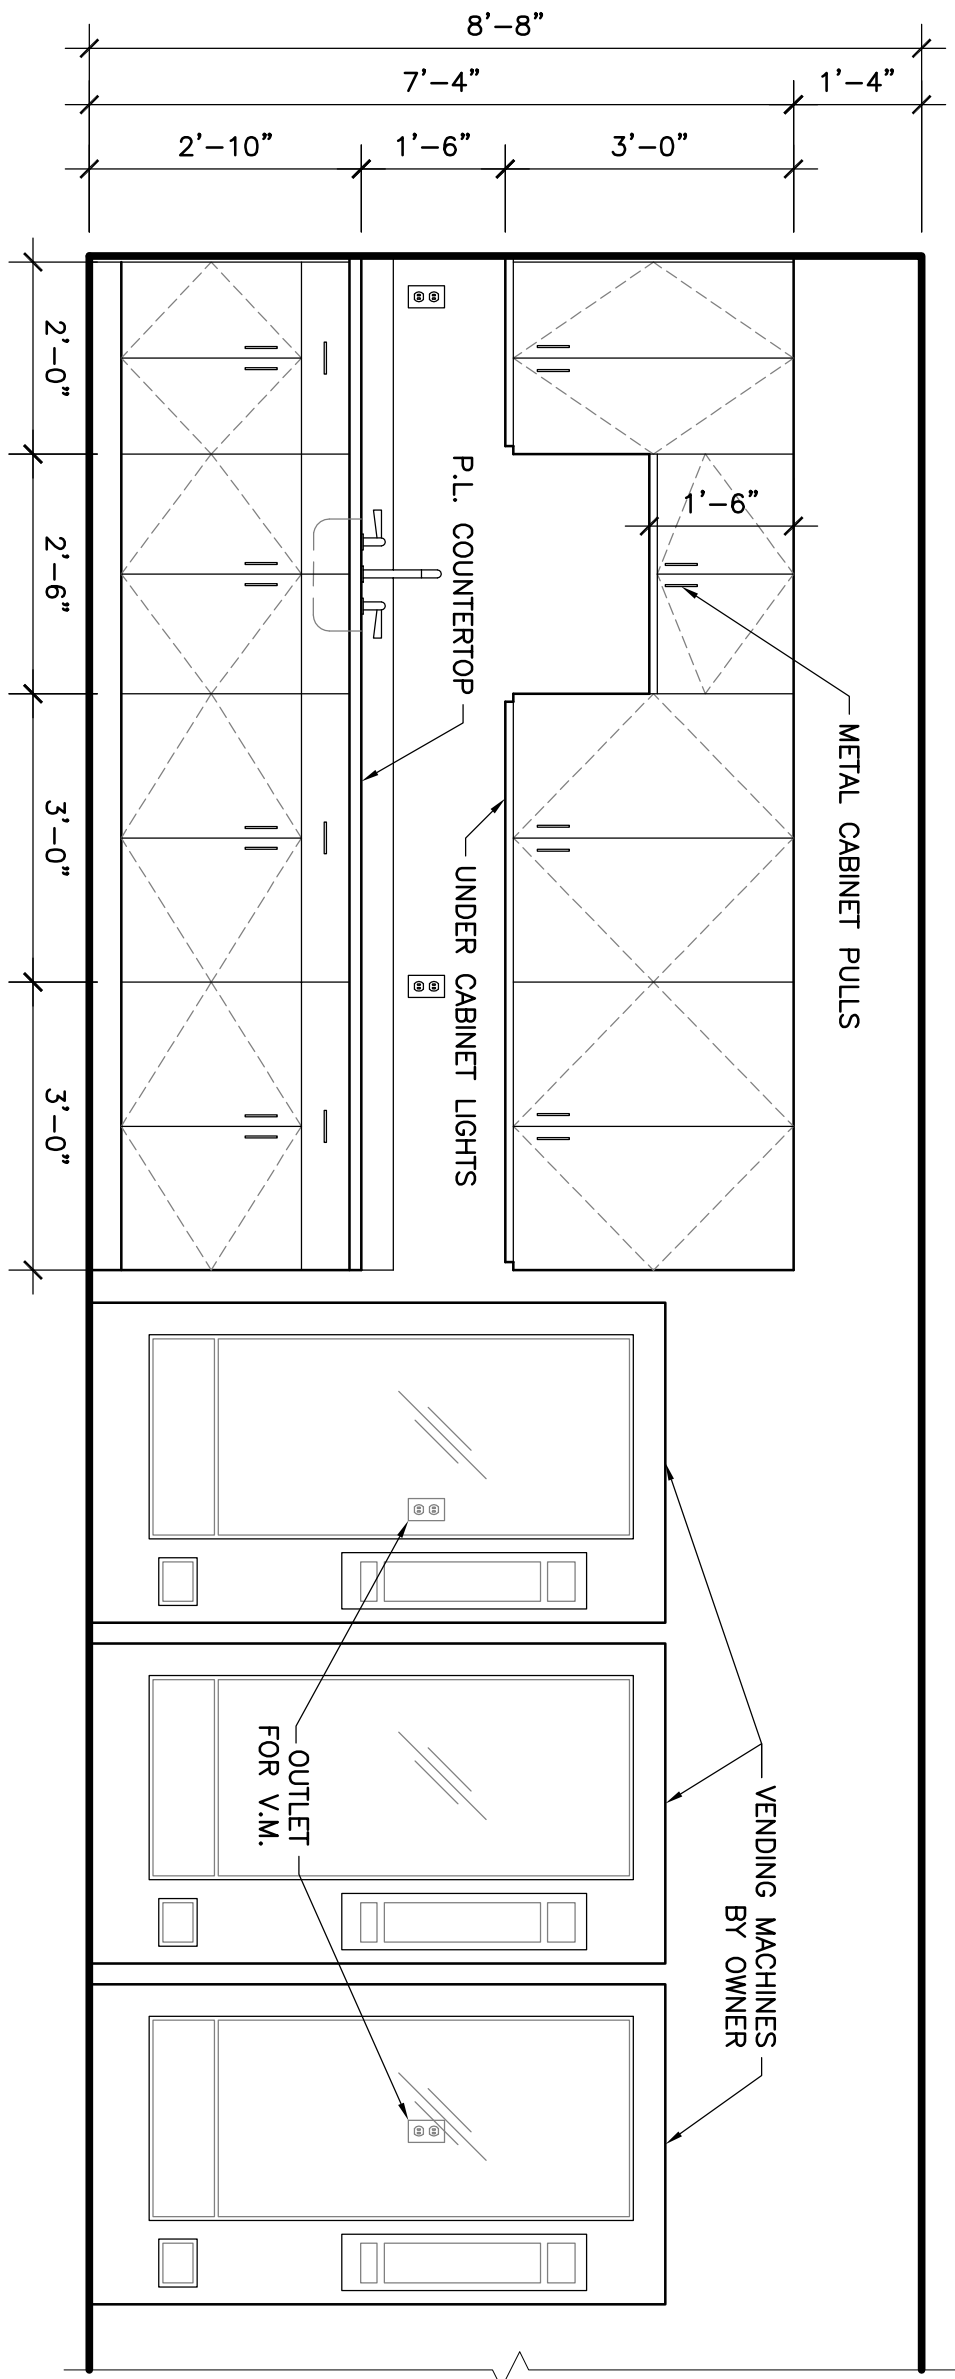 8'-8"
7'-4"
1'-4"
2'-10"
1'-6"
3'-0"
1'-6"
METAL CABINET PULLS
P.L. COUNTERTOP
UNDER CABINET LIGHTS
VENDING MACHINES
BY OWNER
OUTLET
FOR V.M.
2'-0"
2'-6"
3'-0"
3'-0"